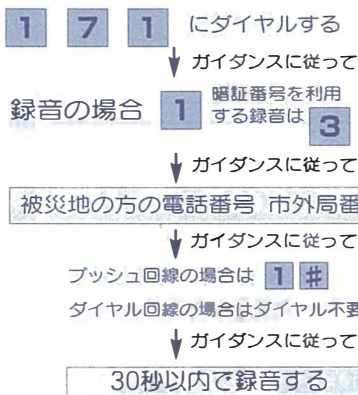 1 7 1 にダイヤルする
ガイダンスに従って
録音の場合 1 暗証番号を利用
する録音は 3
ガイダンスに従って
被災地の方の電話番号 市外局番
ガイダンスに従って
プッシュ回線の場合は 1 #
ダイヤル回線の場合はダイヤル不要
ガイダンスに従って
30秒以内で録音する